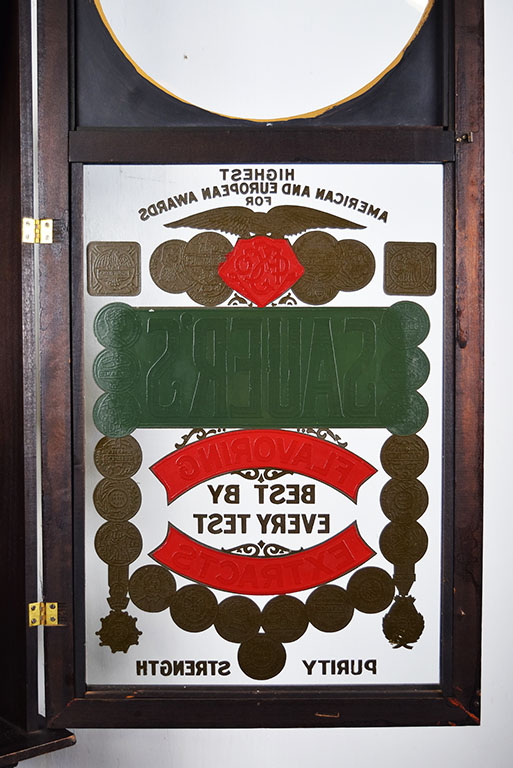 HIGHEST
AMERICAN AND EUROPEAN AWARDS
FOR
SAUER'S
FLAVORING
BEST BY
EVERY TEST
EXTRACTS
PURITY
STRENGTH